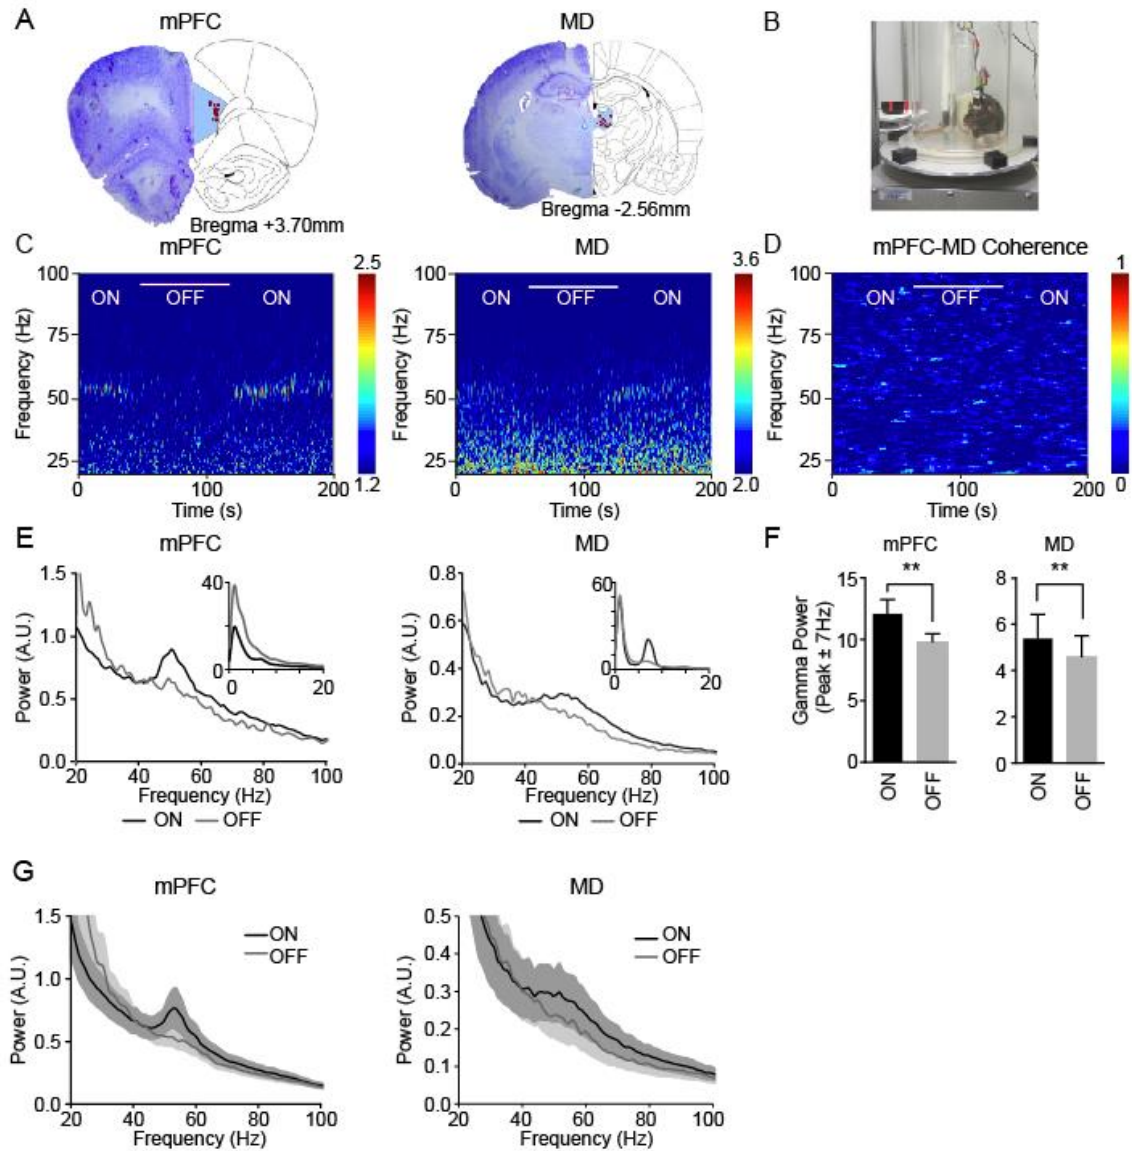 A
mPFC
MD
B
Bregma +3.70mm
Bregma -2.56mm
C
mPFC
MD
D
mPFC-MD Coherence
2.5
3.6
1
100
75
50
25
Frequency (Hz)
ON
OFF
ON
0
100
200
Time (s)
1.2
100
75
50
25
Frequency (Hz)
ON
OFF
ON
0
100
200
Time (s)
2.0
100
75
50
25
Frequency (Hz)
ON
OFF
ON
0
100
200
Time (s)
0
E
mPFC
1.5
1.0
0.5
0.0
Power (A.U.)
40
0
0
20
20
40
60
80
100
Frequency (Hz)
ON
OFF
MD
0.8
0.6
0.4
0.2
0.0
Power (A.U.)
60
0
0
20
20
40
60
80
100
Frequency (Hz)
ON
OFF
F
mPFC
**
15
10
5
0
Gamma Power
(Peak ± 7Hz)
ON
OFF
MD
**
8
6
4
2
0
ON
OFF
G
mPFC
1.5
1.0
0.5
0.0
Power (A.U.)
ON
OFF
20
40
60
80
100
Frequency (Hz)
MD
0.5
0.4
0.3
0.2
0.1
0.0
Power (A.U.)
ON
OFF
20
40
60
80
100
Frequency (Hz)